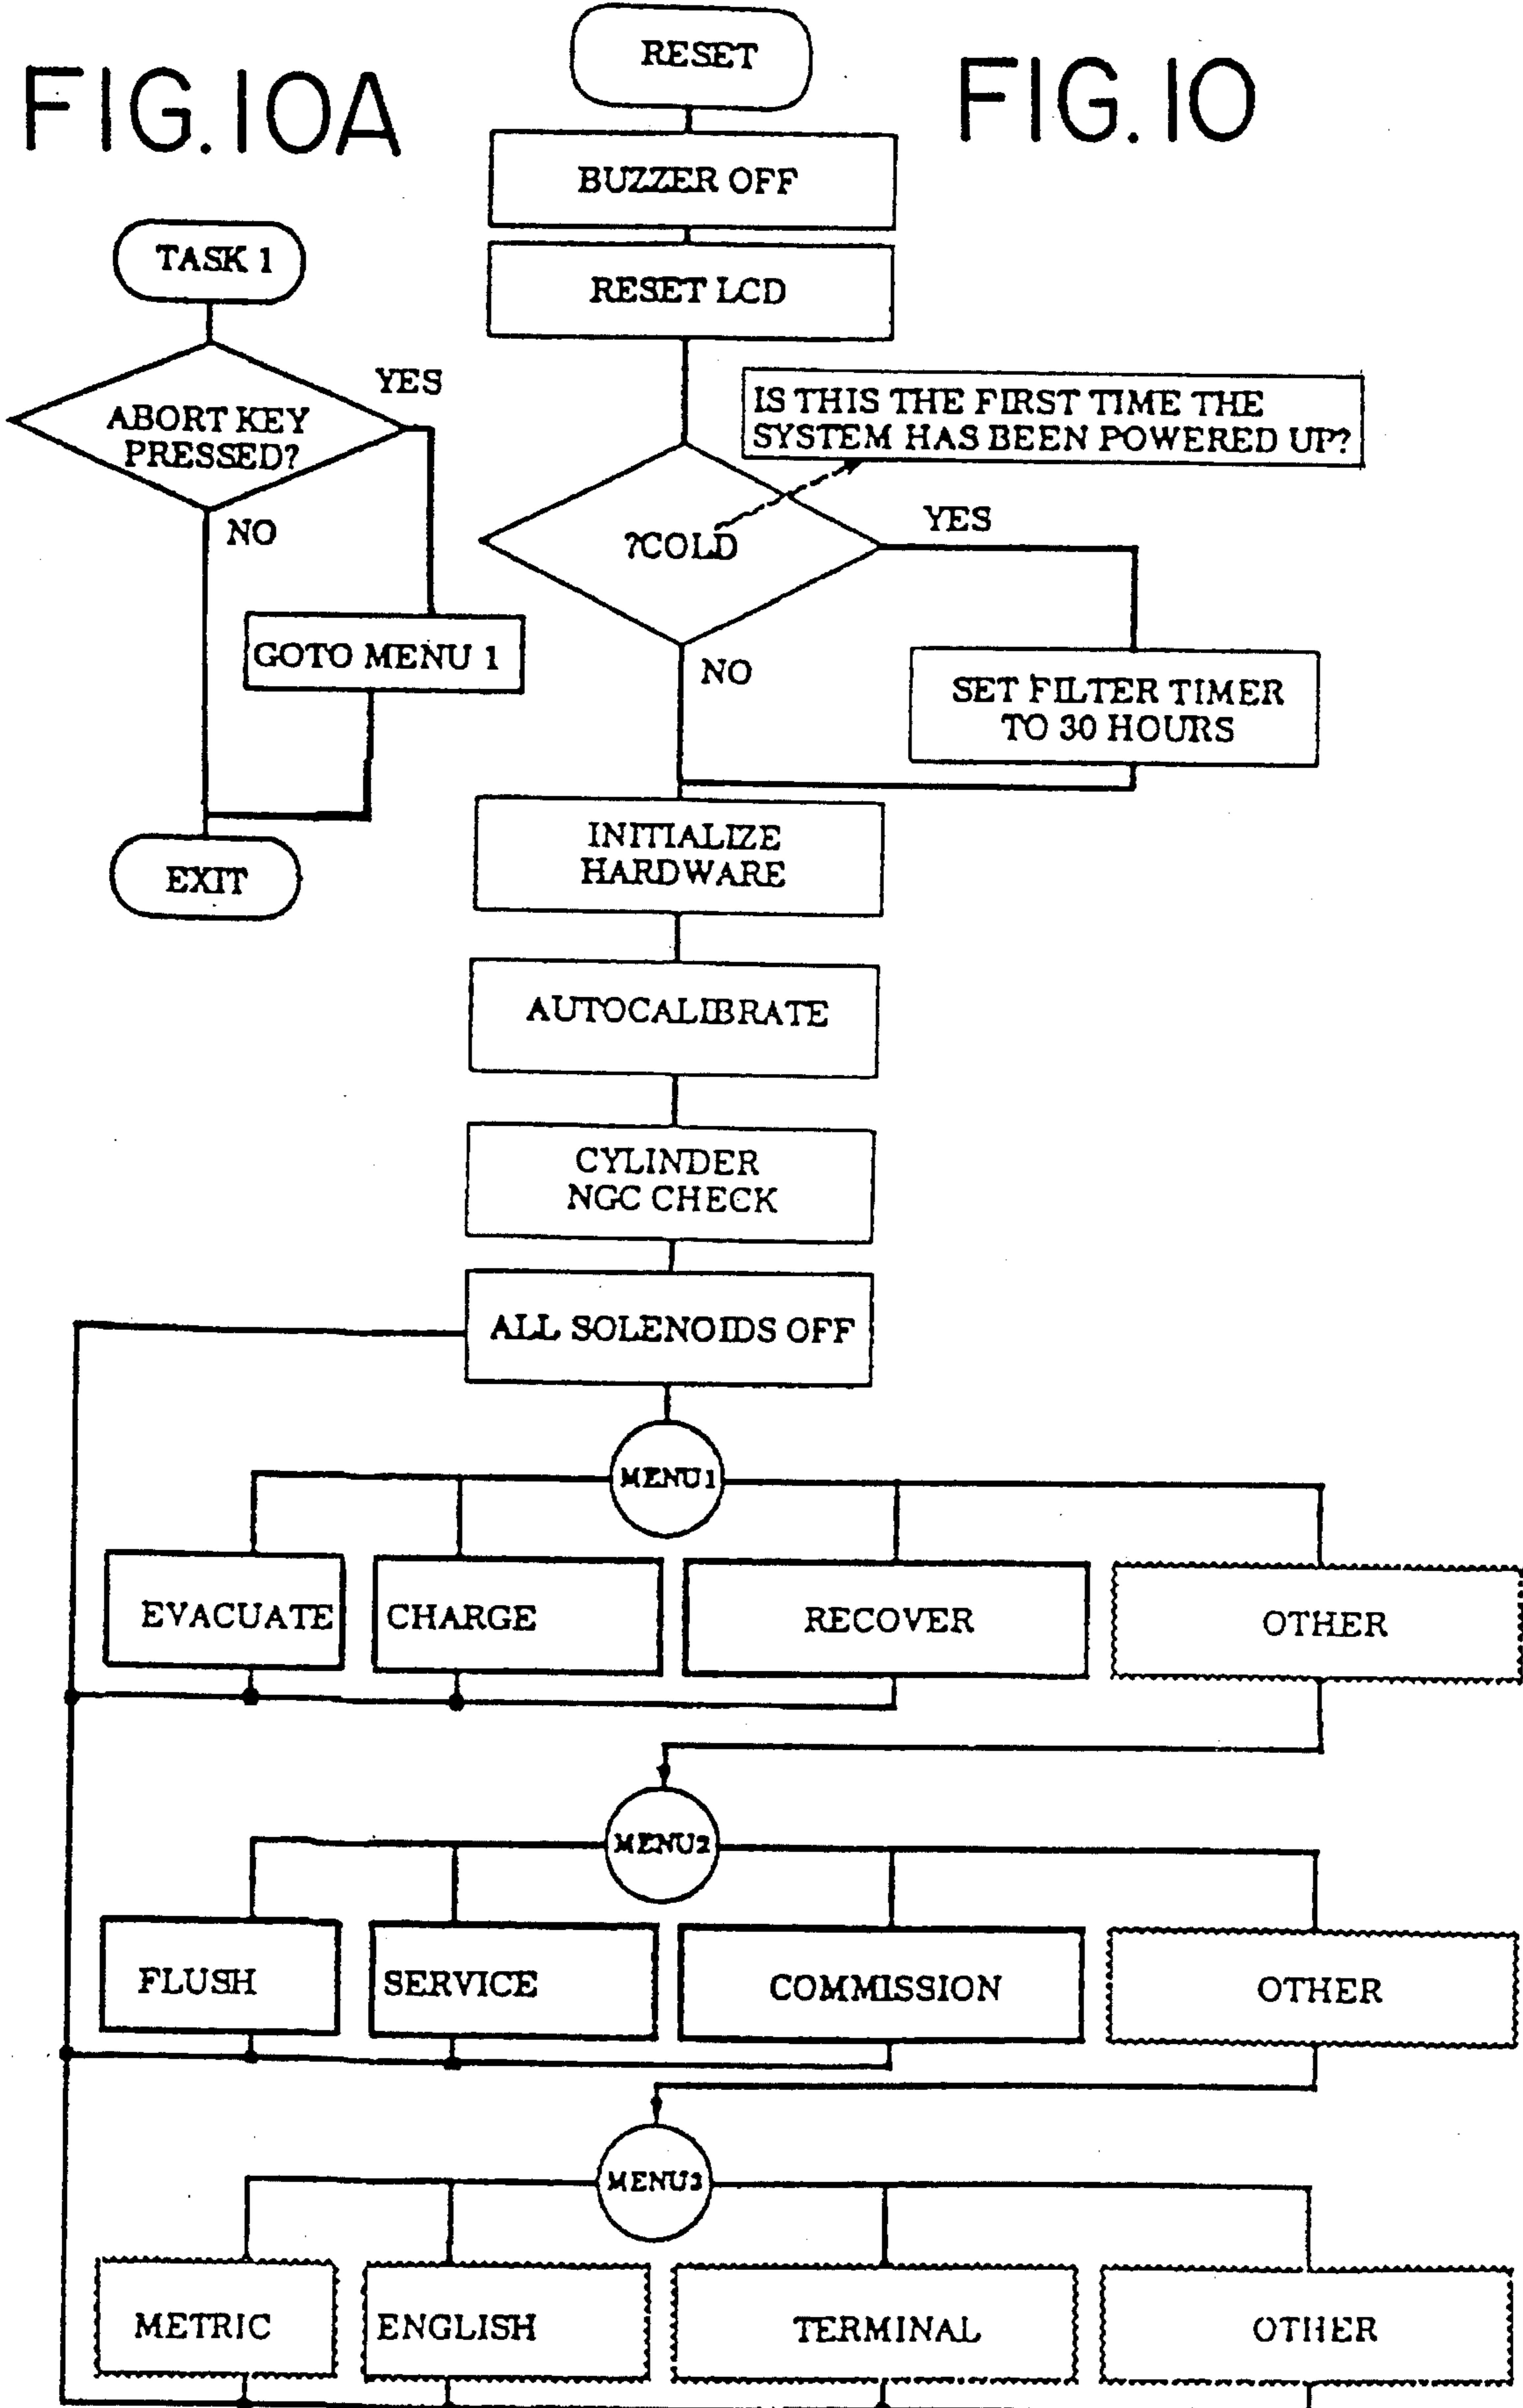 FIG. 10A
FIG. 10
RESET
BUZZER OFF
RESET LCD
TASK 1
ABORT KEY
PRESSED?
YES
NO
GOTO MENU 1
EXIT
IS THIS THE FIRST TIME THE
SYSTEM HAS BEEN POWERED UP?
?COLD
YES
NO
SET FILTER TIMER
TO 30 HOURS
INITIALIZE
HARDWARE
AUTOCALIBRATE
CYLINDER
NGC CHECK
ALL SOLENOIDS OFF
MENU1
EVACUATE
CHARGE
RECOVER
OTHER
MENU2
FLUSH
SERVICE
COMMISSION
OTHER
MENU3
METRIC
ENGLISH
TERMINAL
OTHER